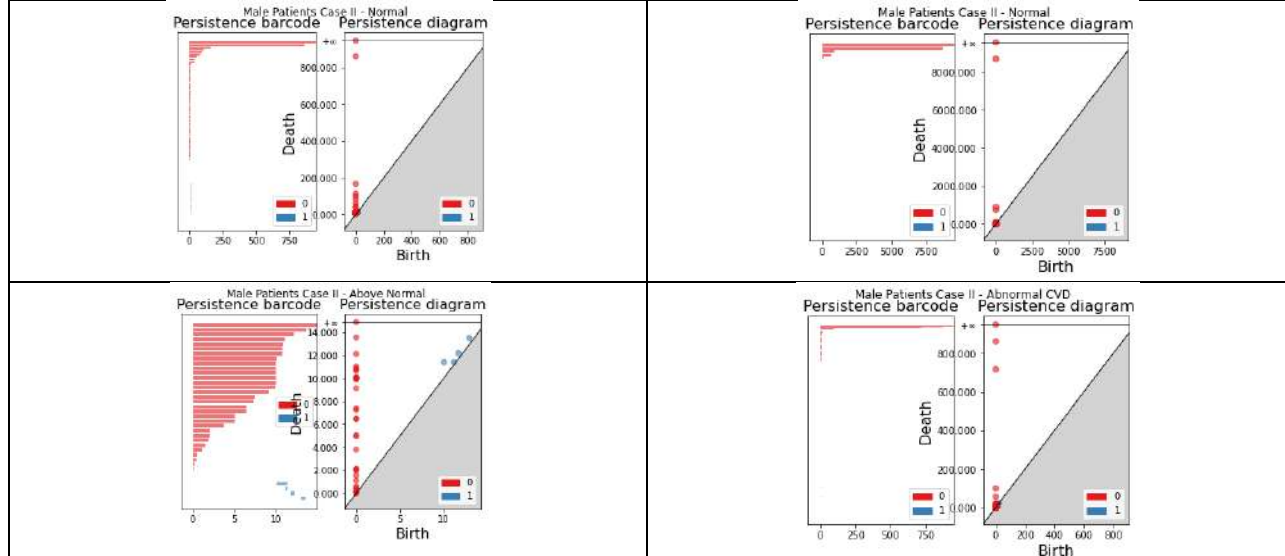 Male Patients Case II - Normal
Persistence barcode Persistence diagram
+∞
800.000
600.000
400.000
200.000
0.000
Death
0
1
0
1
0 250 500 750
0 200 400 600 800
Birth
Male Patients Case II - Normal
Persistence barcode Persistence diagram
+∞
8000.000
6000.000
4000.000
2000.000
0.000
Death
0
1
0
1
0 2500 5000 7500
0 2500 5000 7500
Birth
Male Patients Case II - Above Normal
Persistence barcode Persistence diagram
+∞
14.000
12.000
10.000
8.000
6.000
4.000
2.000
0.000
Death
0
1
0
1
0 5 10
0 5 10
Birth
Male Patients Case II - Abnormal CVD
Persistence barcode Persistence diagram
+∞
800.000
600.000
400.000
200.000
0.000
Death
0
1
0
1
0 250 500 750
0 200 400 600 800
Birth